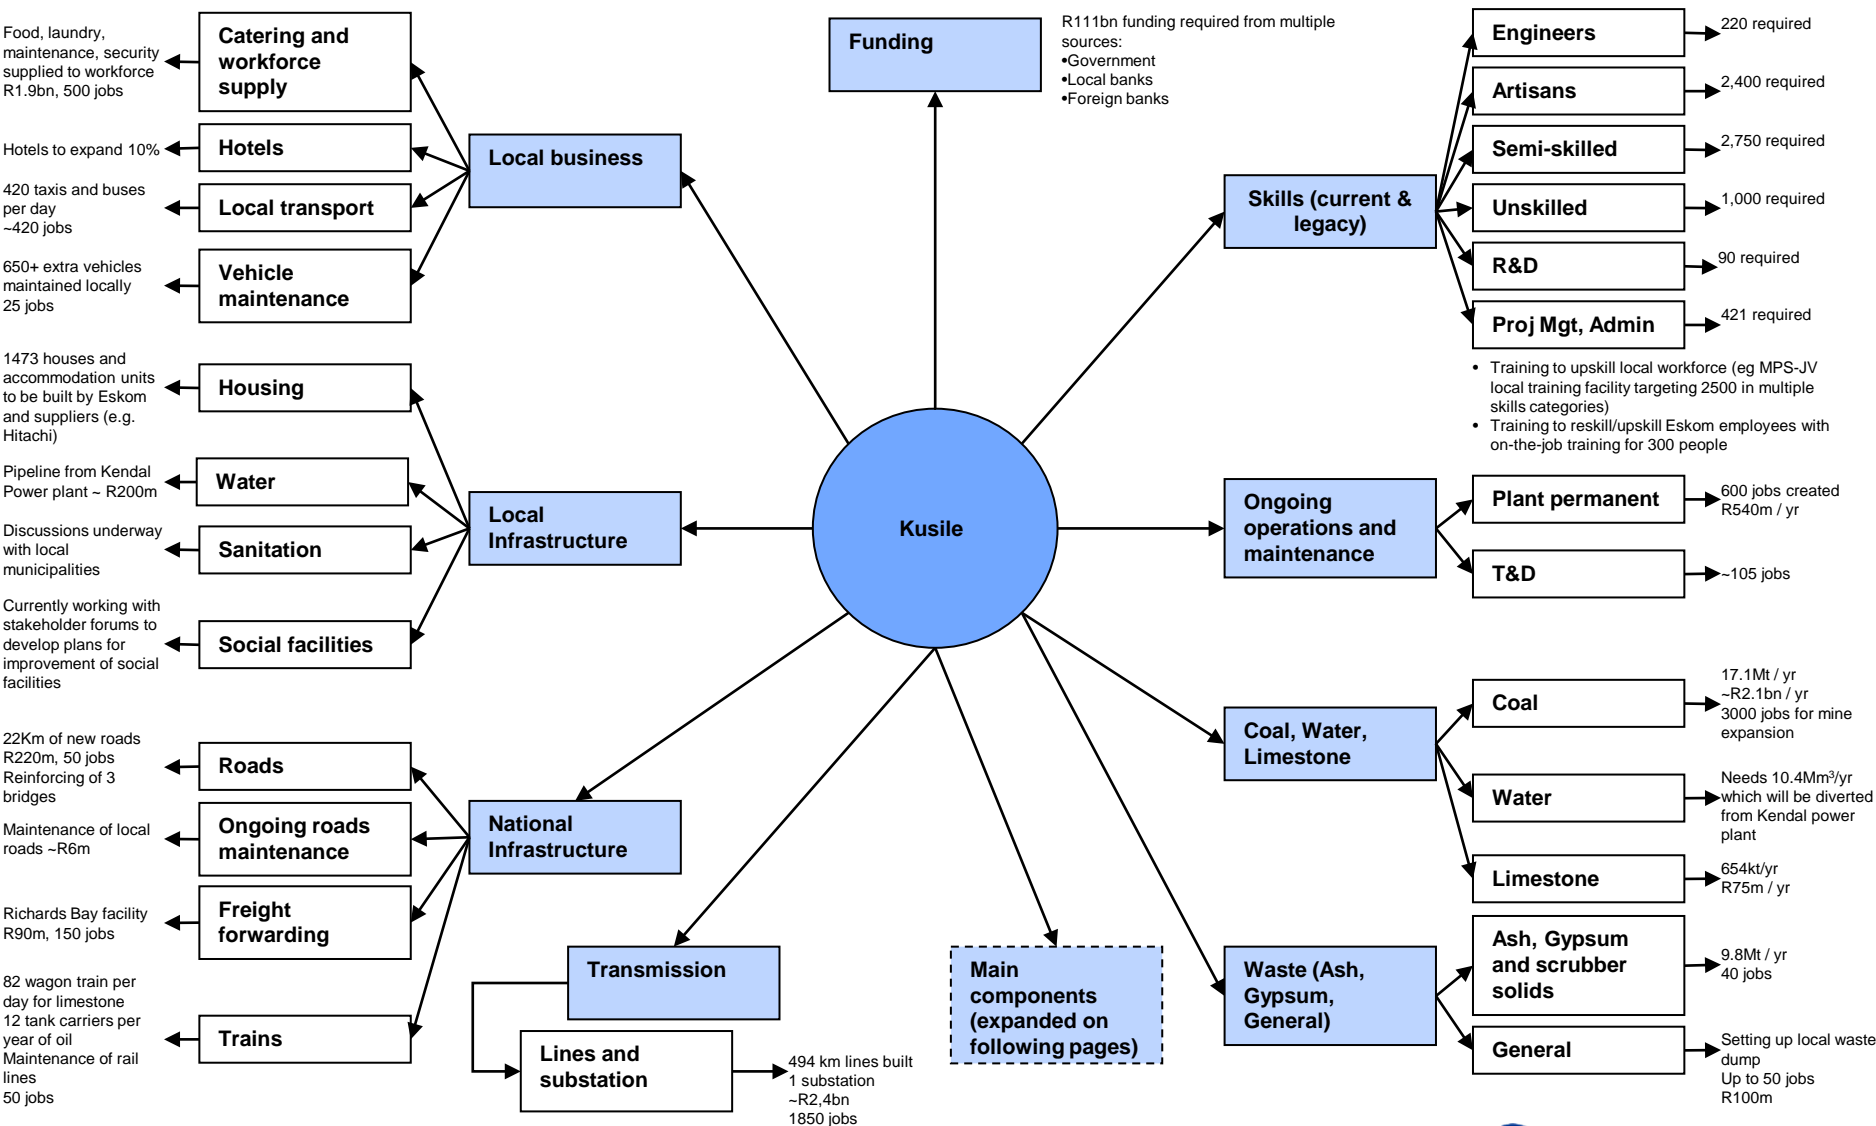 Food, laundry,
maintenance, security
supplied to workforce
R1.9bn, 500 jobs
Catering and
workforce
supply
Hotels to expand 10%
Hotels
420 taxis and buses
per day
~420 jobs
Local transport
650+ extra vehicles
maintained locally
25 jobs
Vehicle
maintenance
Local business
1473 houses and
accommodation units
to be built by Eskom
and suppliers (e.g.
Hitachi)
Housing
Pipeline from Kendal
Power plant ~ R200m
Water
Discussions underway
with local
municipalities
Sanitation
Currently working with
stakeholder forums to
develop plans for
improvement of social
facilities
Social facilities
Local
Infrastructure
22Km of new roads
R220m, 50 jobs
Reinforcing of 3
bridges
Roads
Maintenance of local
roads ~R6m
Ongoing roads
maintenance
Richards Bay facility
R90m, 150 jobs
Freight
forwarding
82 wagon train per
day for limestone
12 tank carriers per
year of oil
Maintenance of rail
lines
50 jobs
Trains
National
Infrastructure
Transmission
Lines and
substation
494 km lines built
1 substation
~R2,4bn
1850 jobs
Funding
R111bn funding required from multiple
sources:
•Government
•Local banks
•Foreign banks
Kusile
Main
components
(expanded on
following pages)
Skills (current &
legacy)
Engineers
220 required
Artisans
2,400 required
Semi-skilled
2,750 required
Unskilled
1,000 required
R&D
90 required
Proj Mgt, Admin
421 required
• Training to upskill local workforce (eg MPS-JV
local training facility targeting 2500 in multiple
skills categories)
• Training to reskill/upskill Eskom employees with
on-the-job training for 300 people
Ongoing
operations and
maintenance
Plant permanent
600 jobs created
R540m / yr
T&D
~105 jobs
Coal, Water,
Limestone
Coal
17.1Mt / yr
~R2.1bn / yr
3000 jobs for mine
expansion
Water
Needs 10.4Mm³/yr
which will be diverted
from Kendal power
plant
Limestone
654kt/yr
R75m / yr
Waste (Ash,
Gypsum,
General)
Ash, Gypsum
and scrubber
solids
9.8Mt / yr
40 jobs
General
Setting up local waste
dump
Up to 50 jobs
R100m